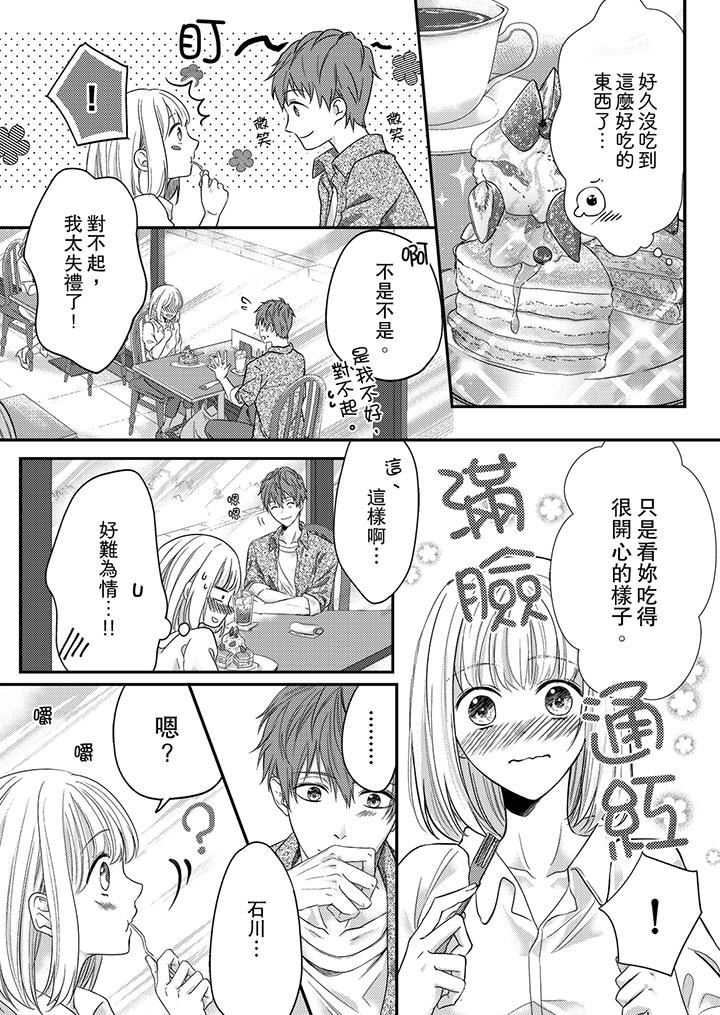 好久沒吃到
這麼好吃的
東西了…
盯~
微笑
微笑
!
啊
不是不是。
是我不好，
對不起。
對不起，
我太失禮了!
只是看妳吃得
很開心的樣子。
滿臉通紅
!
這、
這樣啊…
嗯
嗯
好難為情…!!
………
石川…
嗯?
?
嚼
嚼